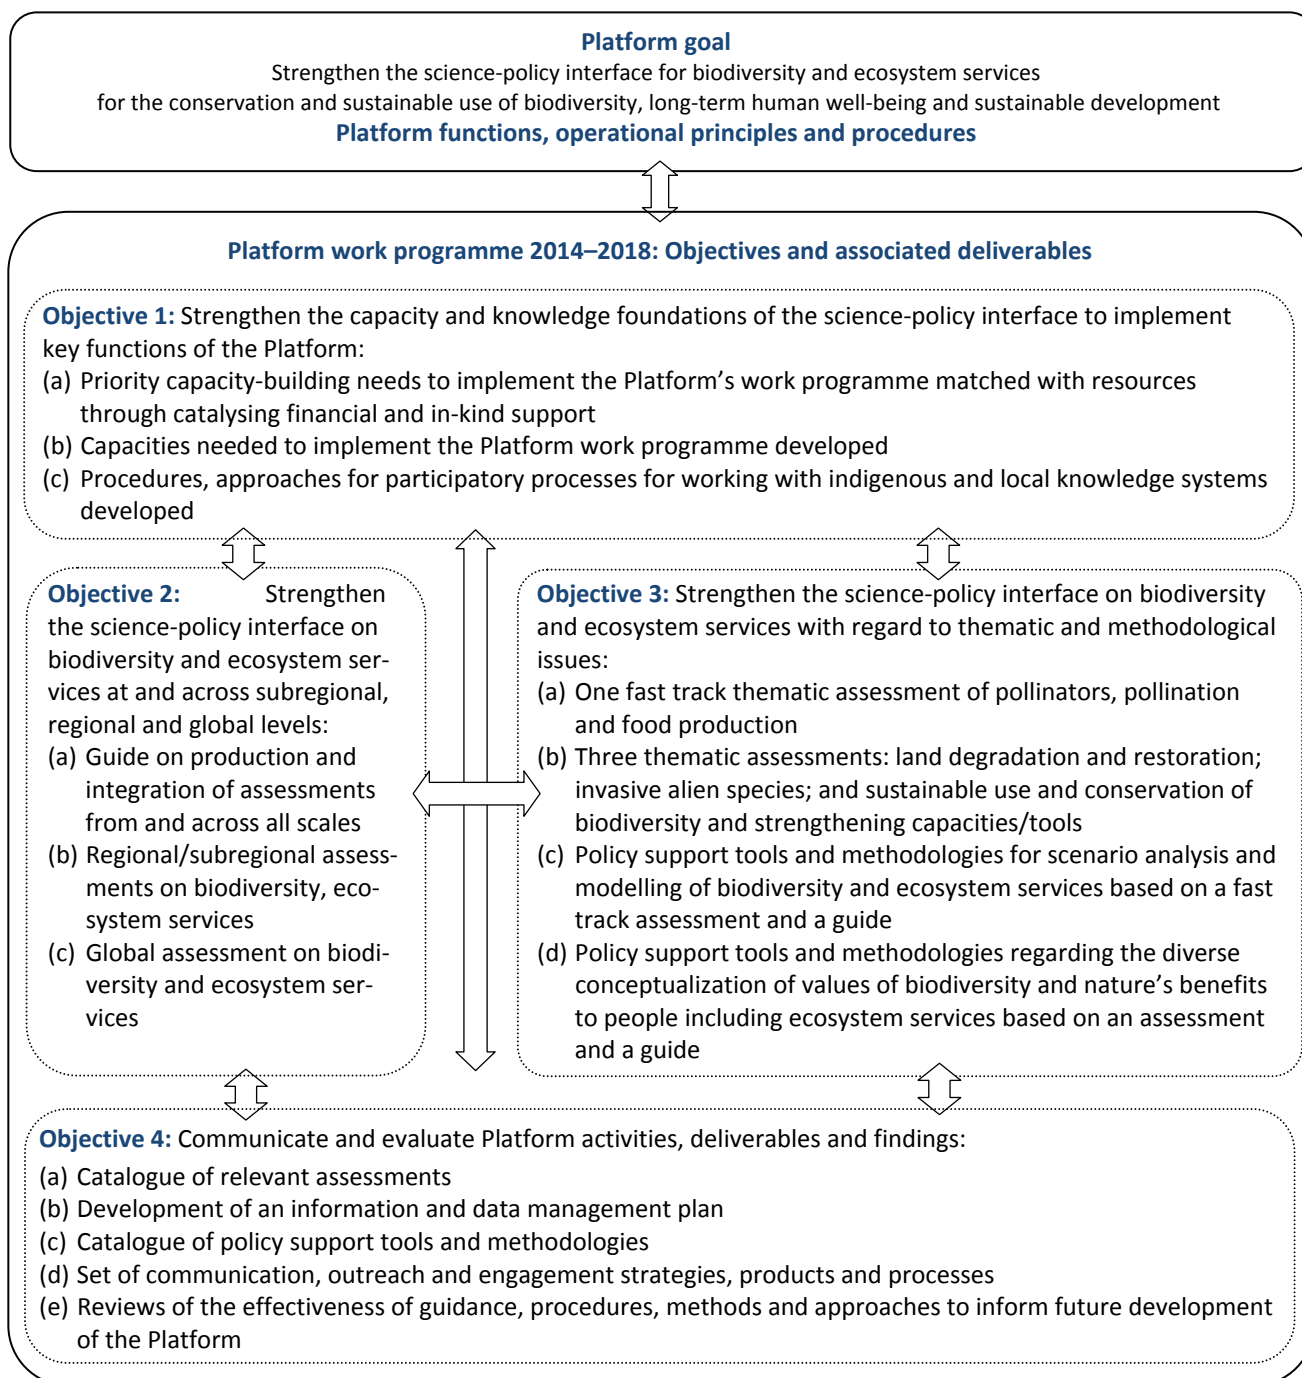 Platform goal
Strengthen the science-policy interface for biodiversity and ecosystem services
for the conservation and sustainable use of biodiversity, long-term human well-being and sustainable development
Platform functions, operational principles and procedures
Platform work programme 2014–2018: Objectives and associated deliverables
Objective 1: Strengthen the capacity and knowledge foundations of the science-policy interface to implement
key functions of the Platform:
(a) Priority capacity-building needs to implement the Platform’s work programme matched with resources
through catalysing financial and in-kind support
(b) Capacities needed to implement the Platform work programme developed
(c) Procedures, approaches for participatory processes for working with indigenous and local knowledge systems
developed
Objective 2: Strengthen
the science-policy interface on
biodiversity and ecosystem ser-
vices at and across subregional,
regional and global levels:
(a) Guide on production and
integration of assessments
from and across all scales
(b) Regional/subregional assess-
ments on biodiversity, eco-
system services
(c) Global assessment on biodi-
versity and ecosystem ser-
vices
Objective 3: Strengthen the science-policy interface on biodiversity
and ecosystem services with regard to thematic and methodological
issues:
(a) One fast track thematic assessment of pollinators, pollination
and food production
(b) Three thematic assessments: land degradation and restoration;
invasive alien species; and sustainable use and conservation of
biodiversity and strengthening capacities/tools
(c) Policy support tools and methodologies for scenario analysis and
modelling of biodiversity and ecosystem services based on a fast
track assessment and a guide
(d) Policy support tools and methodologies regarding the diverse
conceptualization of values of biodiversity and nature’s benefits
to people including ecosystem services based on an assessment
and a guide
Objective 4: Communicate and evaluate Platform activities, deliverables and findings:
(a) Catalogue of relevant assessments
(b) Development of an information and data management plan
(c) Catalogue of policy support tools and methodologies
(d) Set of communication, outreach and engagement strategies, products and processes
(e) Reviews of the effectiveness of guidance, procedures, methods and approaches to inform future development
of the Platform